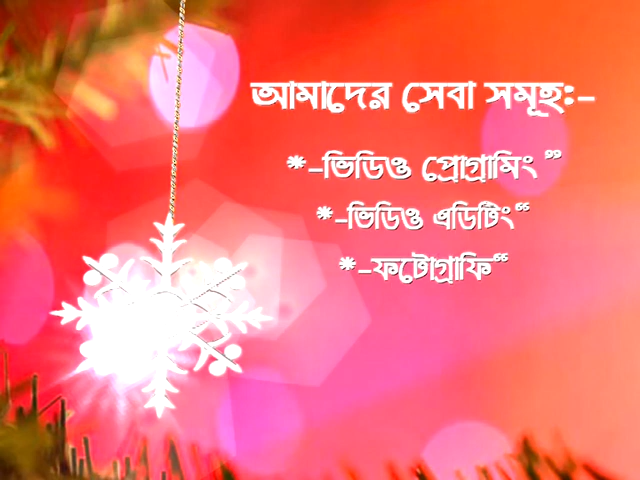 আমাদের সেবা সমূহঃ-
*-ভিডিও প্রোগ্রামিং ”
*-ভিডিও এডিটিং“
*-ফটোগ্রাফি“